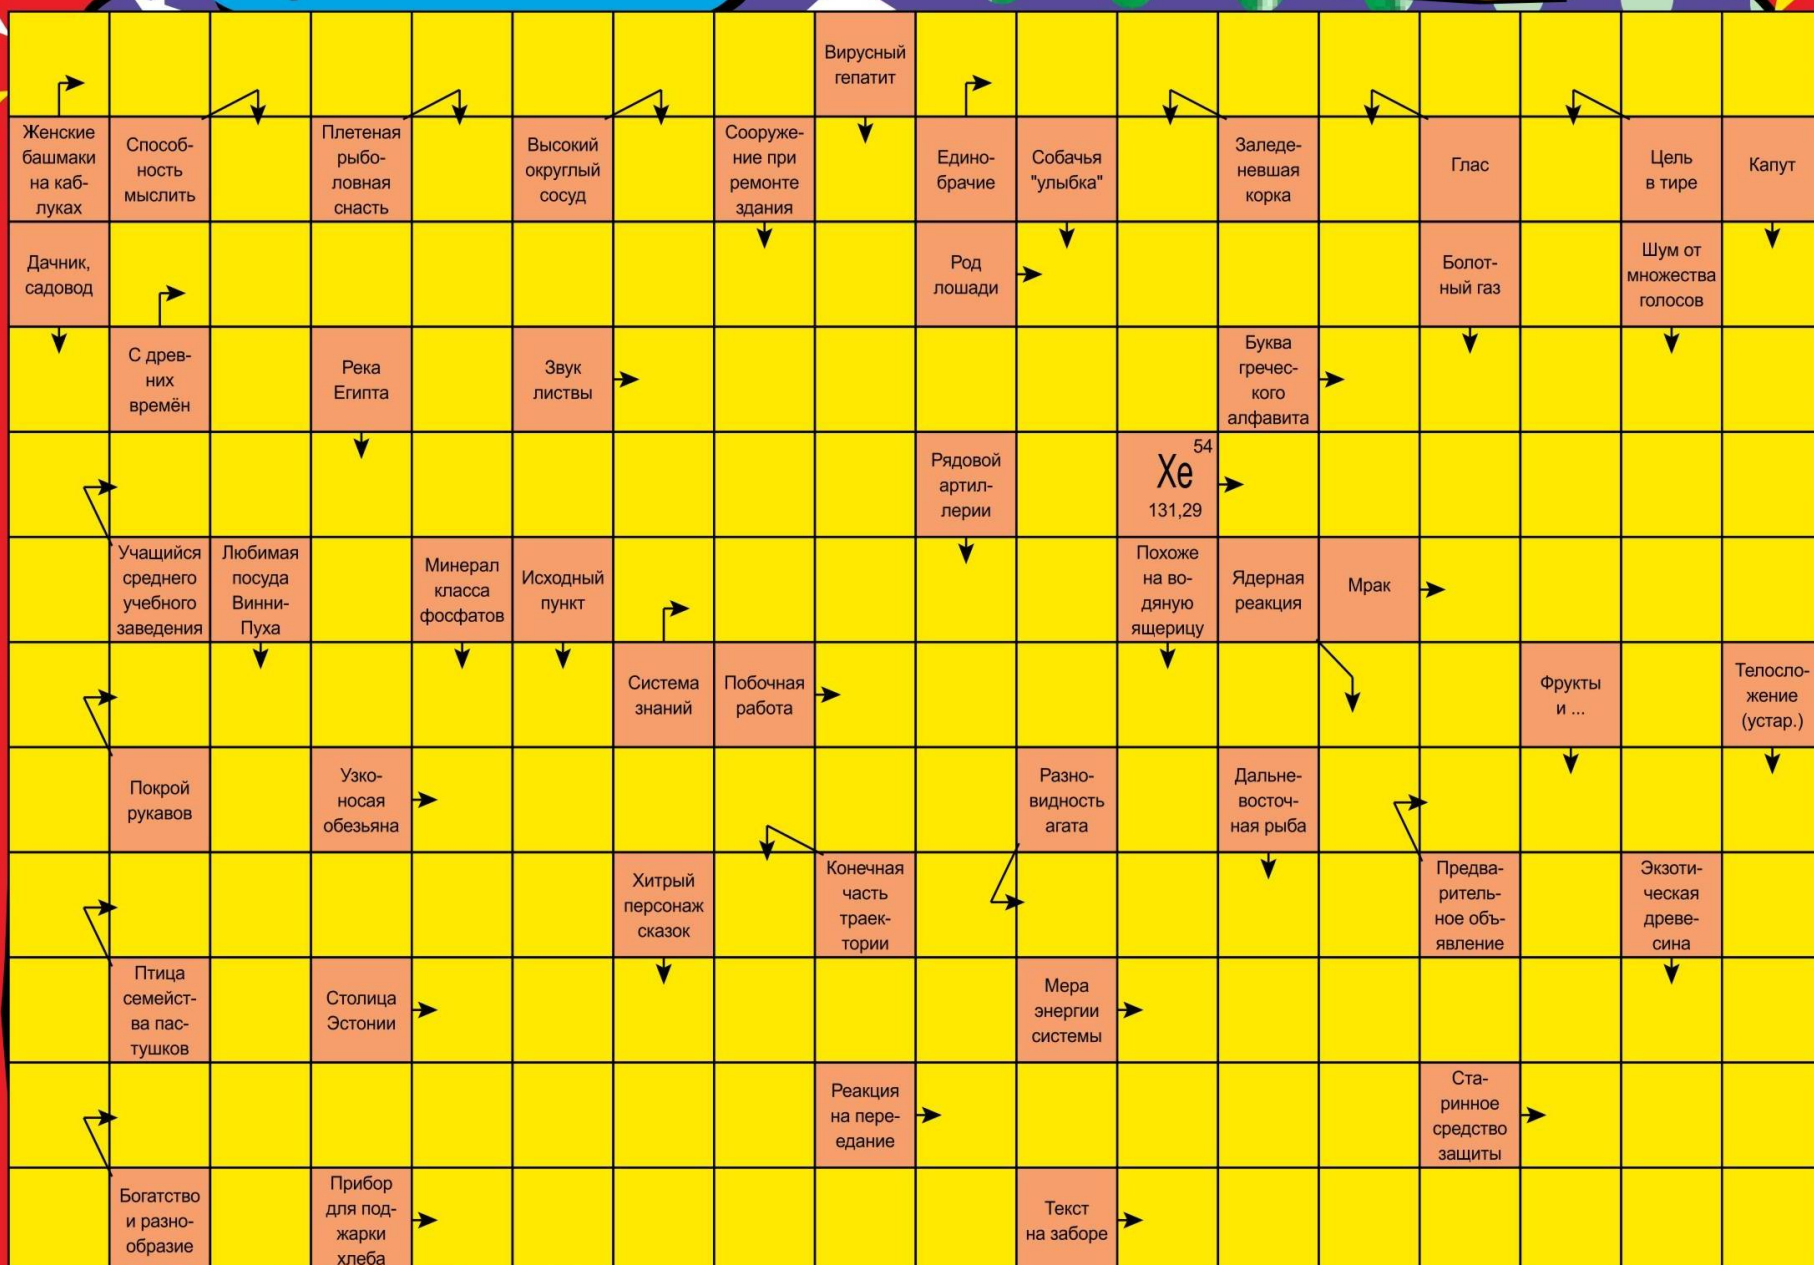 Вирусный
гепатит
Женские
башмаки
на каб-
луках
Способ-
ность
мыслить
Плетеная
рыбо-
ловная
снасть
Высокий
округлый
сосуд
Сооруже-
ние при
ремонте
здания
Едино-
брачие
Собачья
"улыбка"
Заледе-
невшая
корка
Глас
Цель
в тире
Капут
Дачник,
садовод
Род
лошади
Болот-
ный газ
Шум от
множества
голосов
С древ-
них
времён
Река
Египта
Звук
листвы
Буква
гречес-
кого
алфавита
Рядовой
артил-
лерии
54
Xe
131,29
Учащийся
среднего
учебного
заведения
Любимая
посуда
Винни-
Пуха
Минерал
класса
фосфатов
Исходный
пункт
Похоже
на во-
дяную
ящерицу
Ядерная
реакция
Мрак
Система
знаний
Побочная
работа
Фрукты
и ...
Телосло-
жение
(устар.)
Покрой
рукавов
Узко-
носая
обезьяна
Разно-
видность
агата
Дальне-
восточ-
ная рыба
Хитрый
персонаж
сказок
Конечная
часть
траек-
тории
Предва-
ритель-
ное объ-
явление
Экзоти-
ческая
древе-
сина
Птица
семейст-
ва пас-
тушков
Столица
Эстонии
Мера
энергии
системы
Реакция
на пере-
едание
Ста-
ринное
средство
защиты
Богатство
и разно-
образие
Прибор
для под-
жарки
хлеба
Текст
на заборе